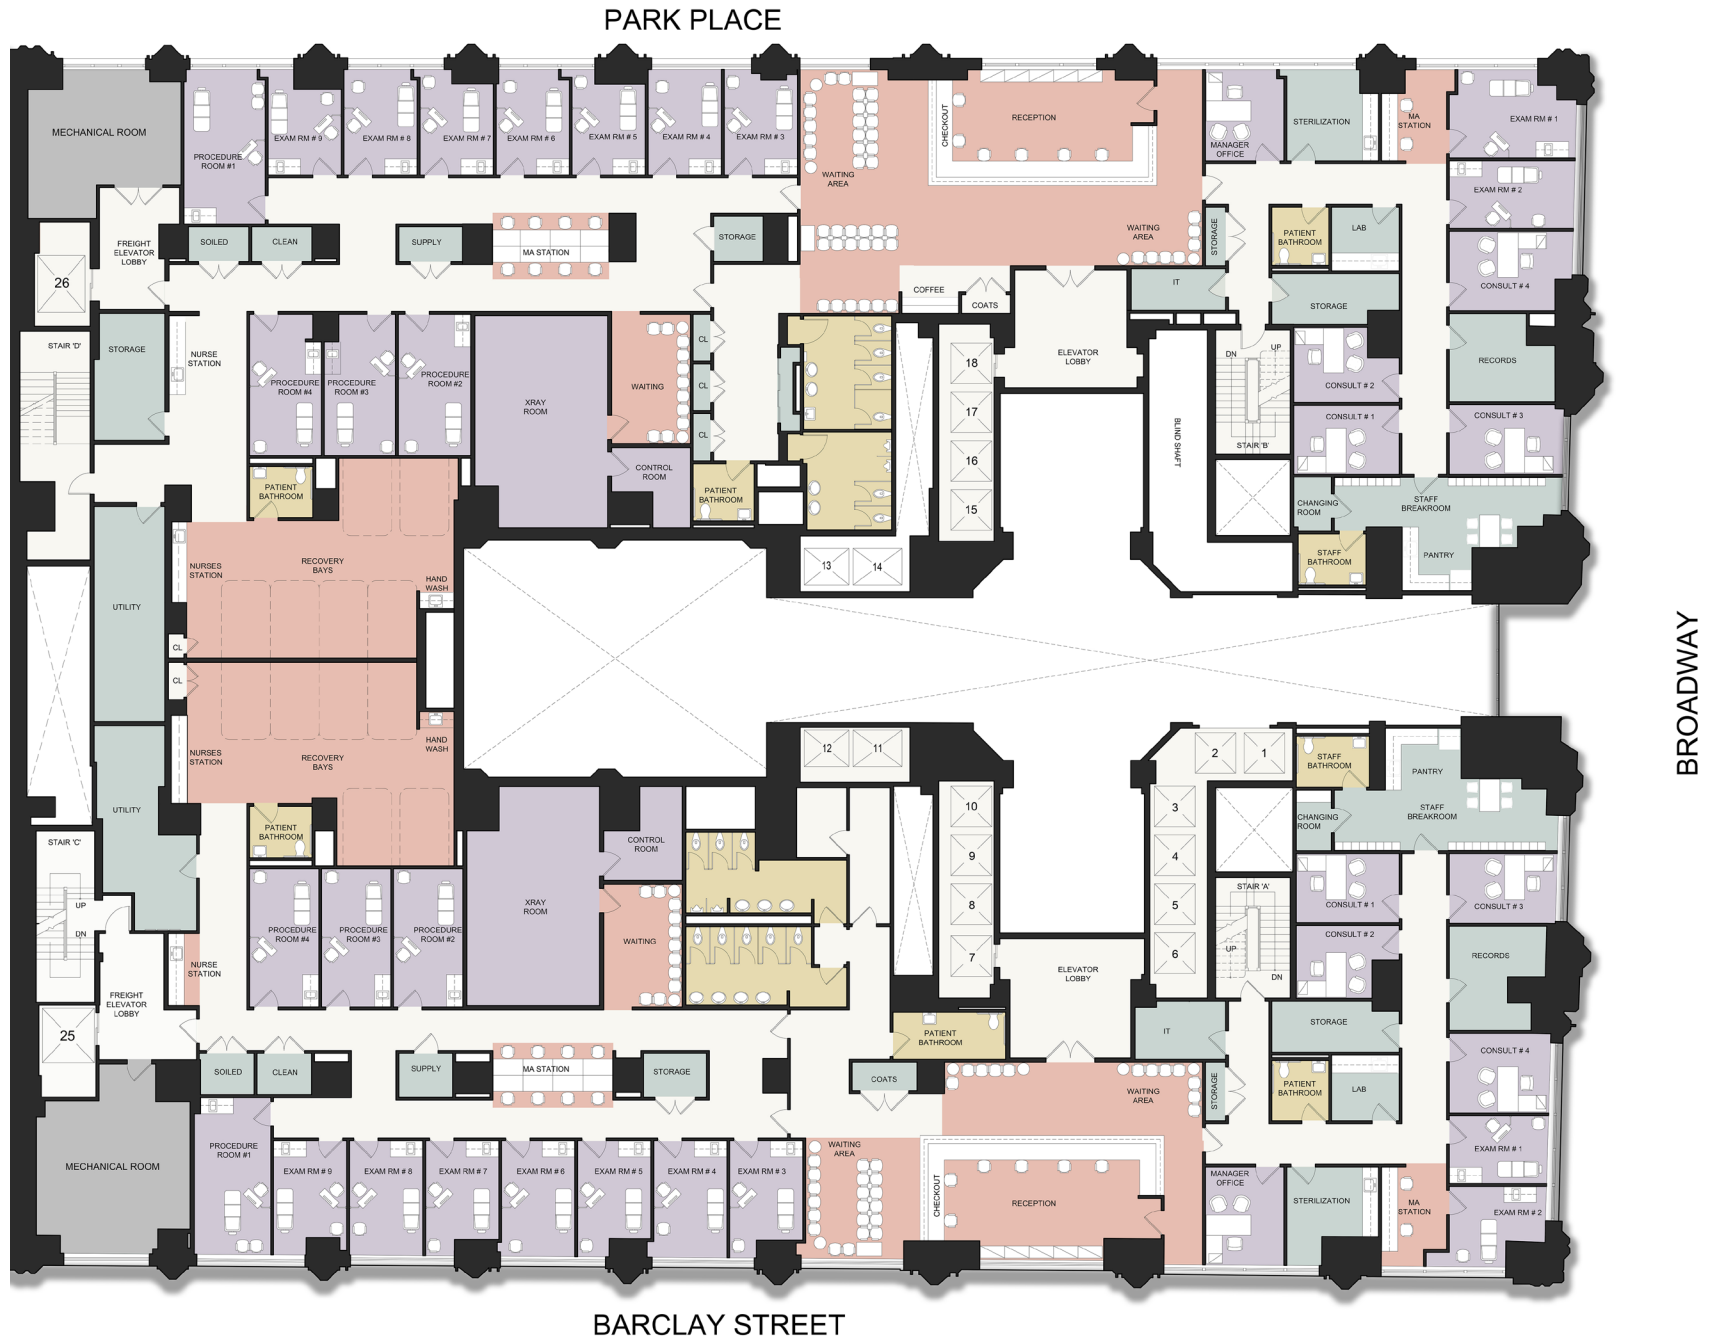 PARK PLACE
MECHANICAL ROOM
PROCEDURE
ROOM #1
EXAM RM # 9
EXAM RM # 8
EXAM RM # 7
EXAM RM # 6
EXAM RM # 5
EXAM RM # 4
EXAM RM # 3
WAITING
AREA
CHECKOUT
RECEPTION
MANAGER
OFFICE
STERILIZATION
MA
STATION
EXAM RM # 1
EXAM RM # 2
FREIGHT
ELEVATOR
LOBBY
SOILED
CLEAN
SUPPLY
MA STATION
STORAGE
WAITING
AREA
STORAGE
PATIENT
BATHROOM
LAB
26
COFFEE
COATS
IT
STORAGE
CONSULT # 4
STAIR 'D'
STORAGE
NURSE
STATION
PROCEDURE
ROOM #4
PROCEDURE
ROOM #3
PROCEDURE
ROOM #2
XRAY
ROOM
WAITING
CL
CL
CL
18
17
16
15
ELEVATOR
LOBBY
BLIND SHAFT
DN
UP
STAIR 'B'
CONSULT # 2
CONSULT # 1
RECORDS
CONSULT # 3
CONTROL
ROOM
PATIENT
BATHROOM
PATIENT
BATHROOM
CHANGING
ROOM
STAFF
BREAKROOM
PANTRY
STAFF
BATHROOM
13
14
NURSES
STATION
RECOVERY
BAYS
HAND
WASH
UTILITY
CL
CL
BROADWAY
NURSES
STATION
RECOVERY
BAYS
HAND
WASH
UTILITY
12
11
2
1
STAFF
BATHROOM
PANTRY
STAFF
BREAKROOM
CHANGING
ROOM
PATIENT
BATHROOM
CONTROL
ROOM
10
9
8
7
3
4
5
6
STAIR 'C'
UP
DN
STAIR 'A'
UP
DN
CONSULT # 1
CONSULT # 3
CONSULT # 2
RECORDS
XRAY
ROOM
WAITING
PROCEDURE
ROOM #4
PROCEDURE
ROOM #3
PROCEDURE
ROOM #2
NURSE
STATION
FREIGHT
ELEVATOR
LOBBY
25
ELEVATOR
LOBBY
PATIENT
BATHROOM
IT
STORAGE
CONSULT # 4
SOILED
CLEAN
SUPPLY
MA STATION
STORAGE
COATS
WAITING
AREA
STORAGE
PATIENT
BATHROOM
LAB
MECHANICAL ROOM
PROCEDURE
ROOM #1
EXAM RM # 9
EXAM RM # 8
EXAM RM # 7
EXAM RM # 6
EXAM RM # 5
EXAM RM # 4
EXAM RM # 3
WAITING
AREA
CHECKOUT
RECEPTION
MANAGER
OFFICE
STERILIZATION
MA
STATION
EXAM RM # 1
EXAM RM # 2
BARCLAY STREET